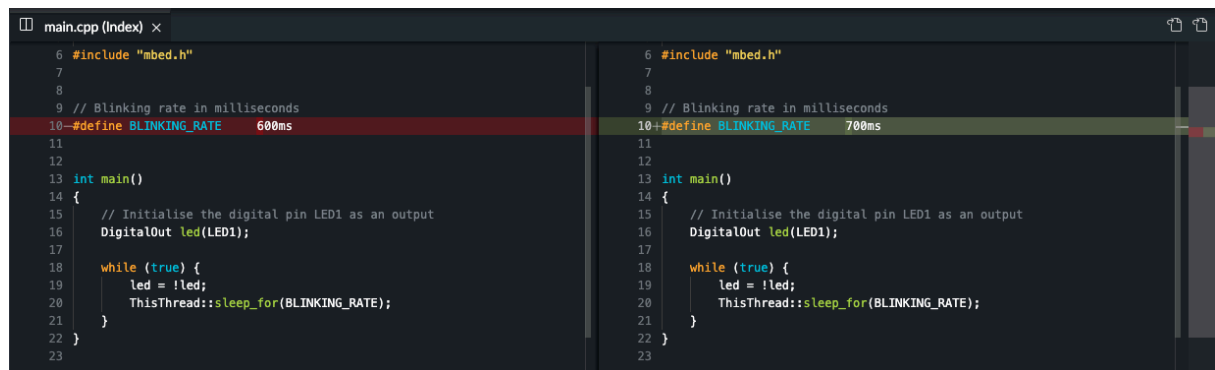 main.cpp (Index) ×
6 #include "mbed.h"
7
8
9 // Blinking rate in milliseconds
10−#define BLINKING_RATE     600ms
11
12
13 int main()
14 {
15     // Initialise the digital pin LED1 as an output
16     DigitalOut led(LED1);
17
18     while (true) {
19         led = !led;
20         ThisThread::sleep_for(BLINKING_RATE);
21     }
22 }
23
6 #include "mbed.h"
7
8
9 // Blinking rate in milliseconds
10+#define BLINKING_RATE     700ms
11
12
13 int main()
14 {
15     // Initialise the digital pin LED1 as an output
16     DigitalOut led(LED1);
17
18     while (true) {
19         led = !led;
20         ThisThread::sleep_for(BLINKING_RATE);
21     }
22 }
23